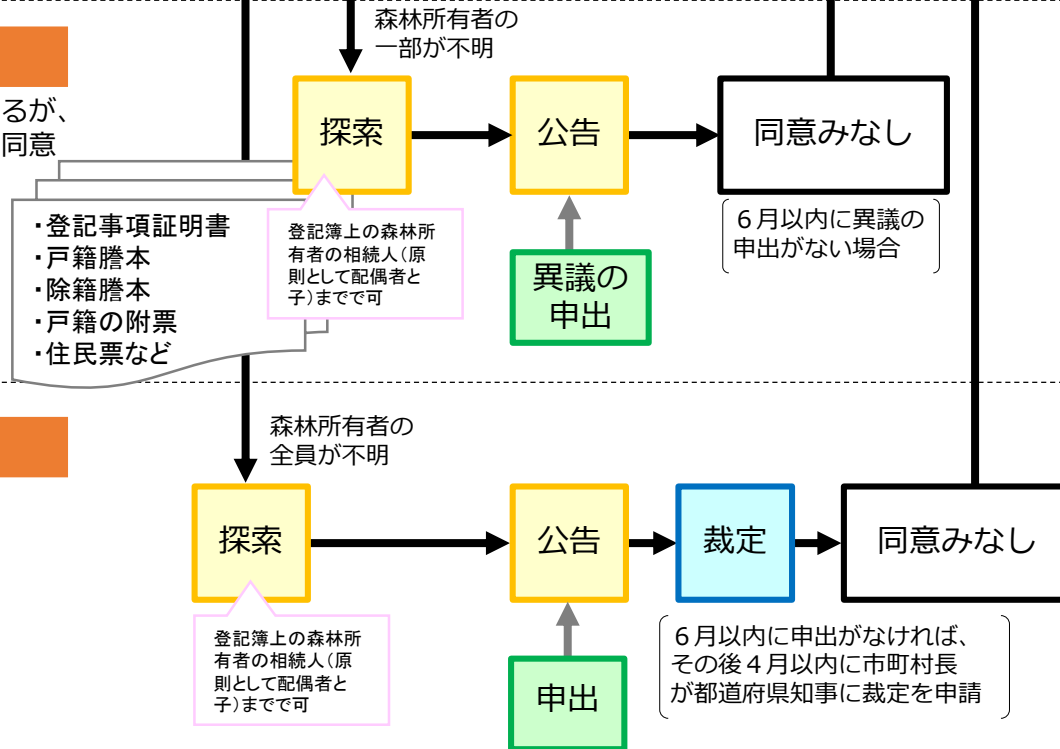 森林所有者の
一部が不明
るが、
同意
探索
公告
同意みなし
・登記事項証明書
・戸籍謄本
・除籍謄本
・戸籍の附票
・住民票など
登記簿上の森林所
有者の相続人（原
則として配偶者と
子）までで可
異議の
申出
６月以内に異議の
申出がない場合
森林所有者の
全員が不明
探索
公告
裁定
同意みなし
登記簿上の森林所
有者の相続人（原
則として配偶者と
子）までで可
申出
６月以内に申出がなければ、
その後４月以内に市町村長
が都道府県知事に裁定を申請